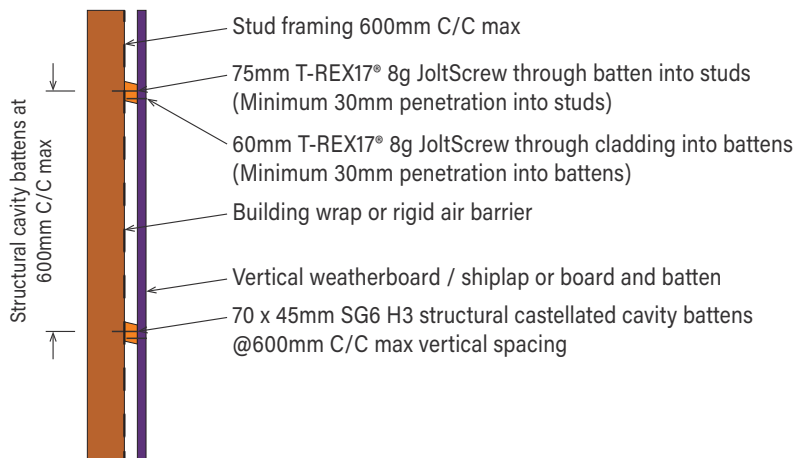 Stud framing 600mm C/C max
75mm T-REX17® 8g JoltScrew through batten into studs
(Minimum 30mm penetration into studs)
60mm T-REX17® 8g JoltScrew through cladding into battens
(Minimum 30mm penetration into battens)
Building wrap or rigid air barrier
Vertical weatherboard / shiplap or board and batten
70 x 45mm SG6 H3 structural castellated cavity battens
@600mm C/C max vertical spacing
Structural cavity battens at
600mm C/C max